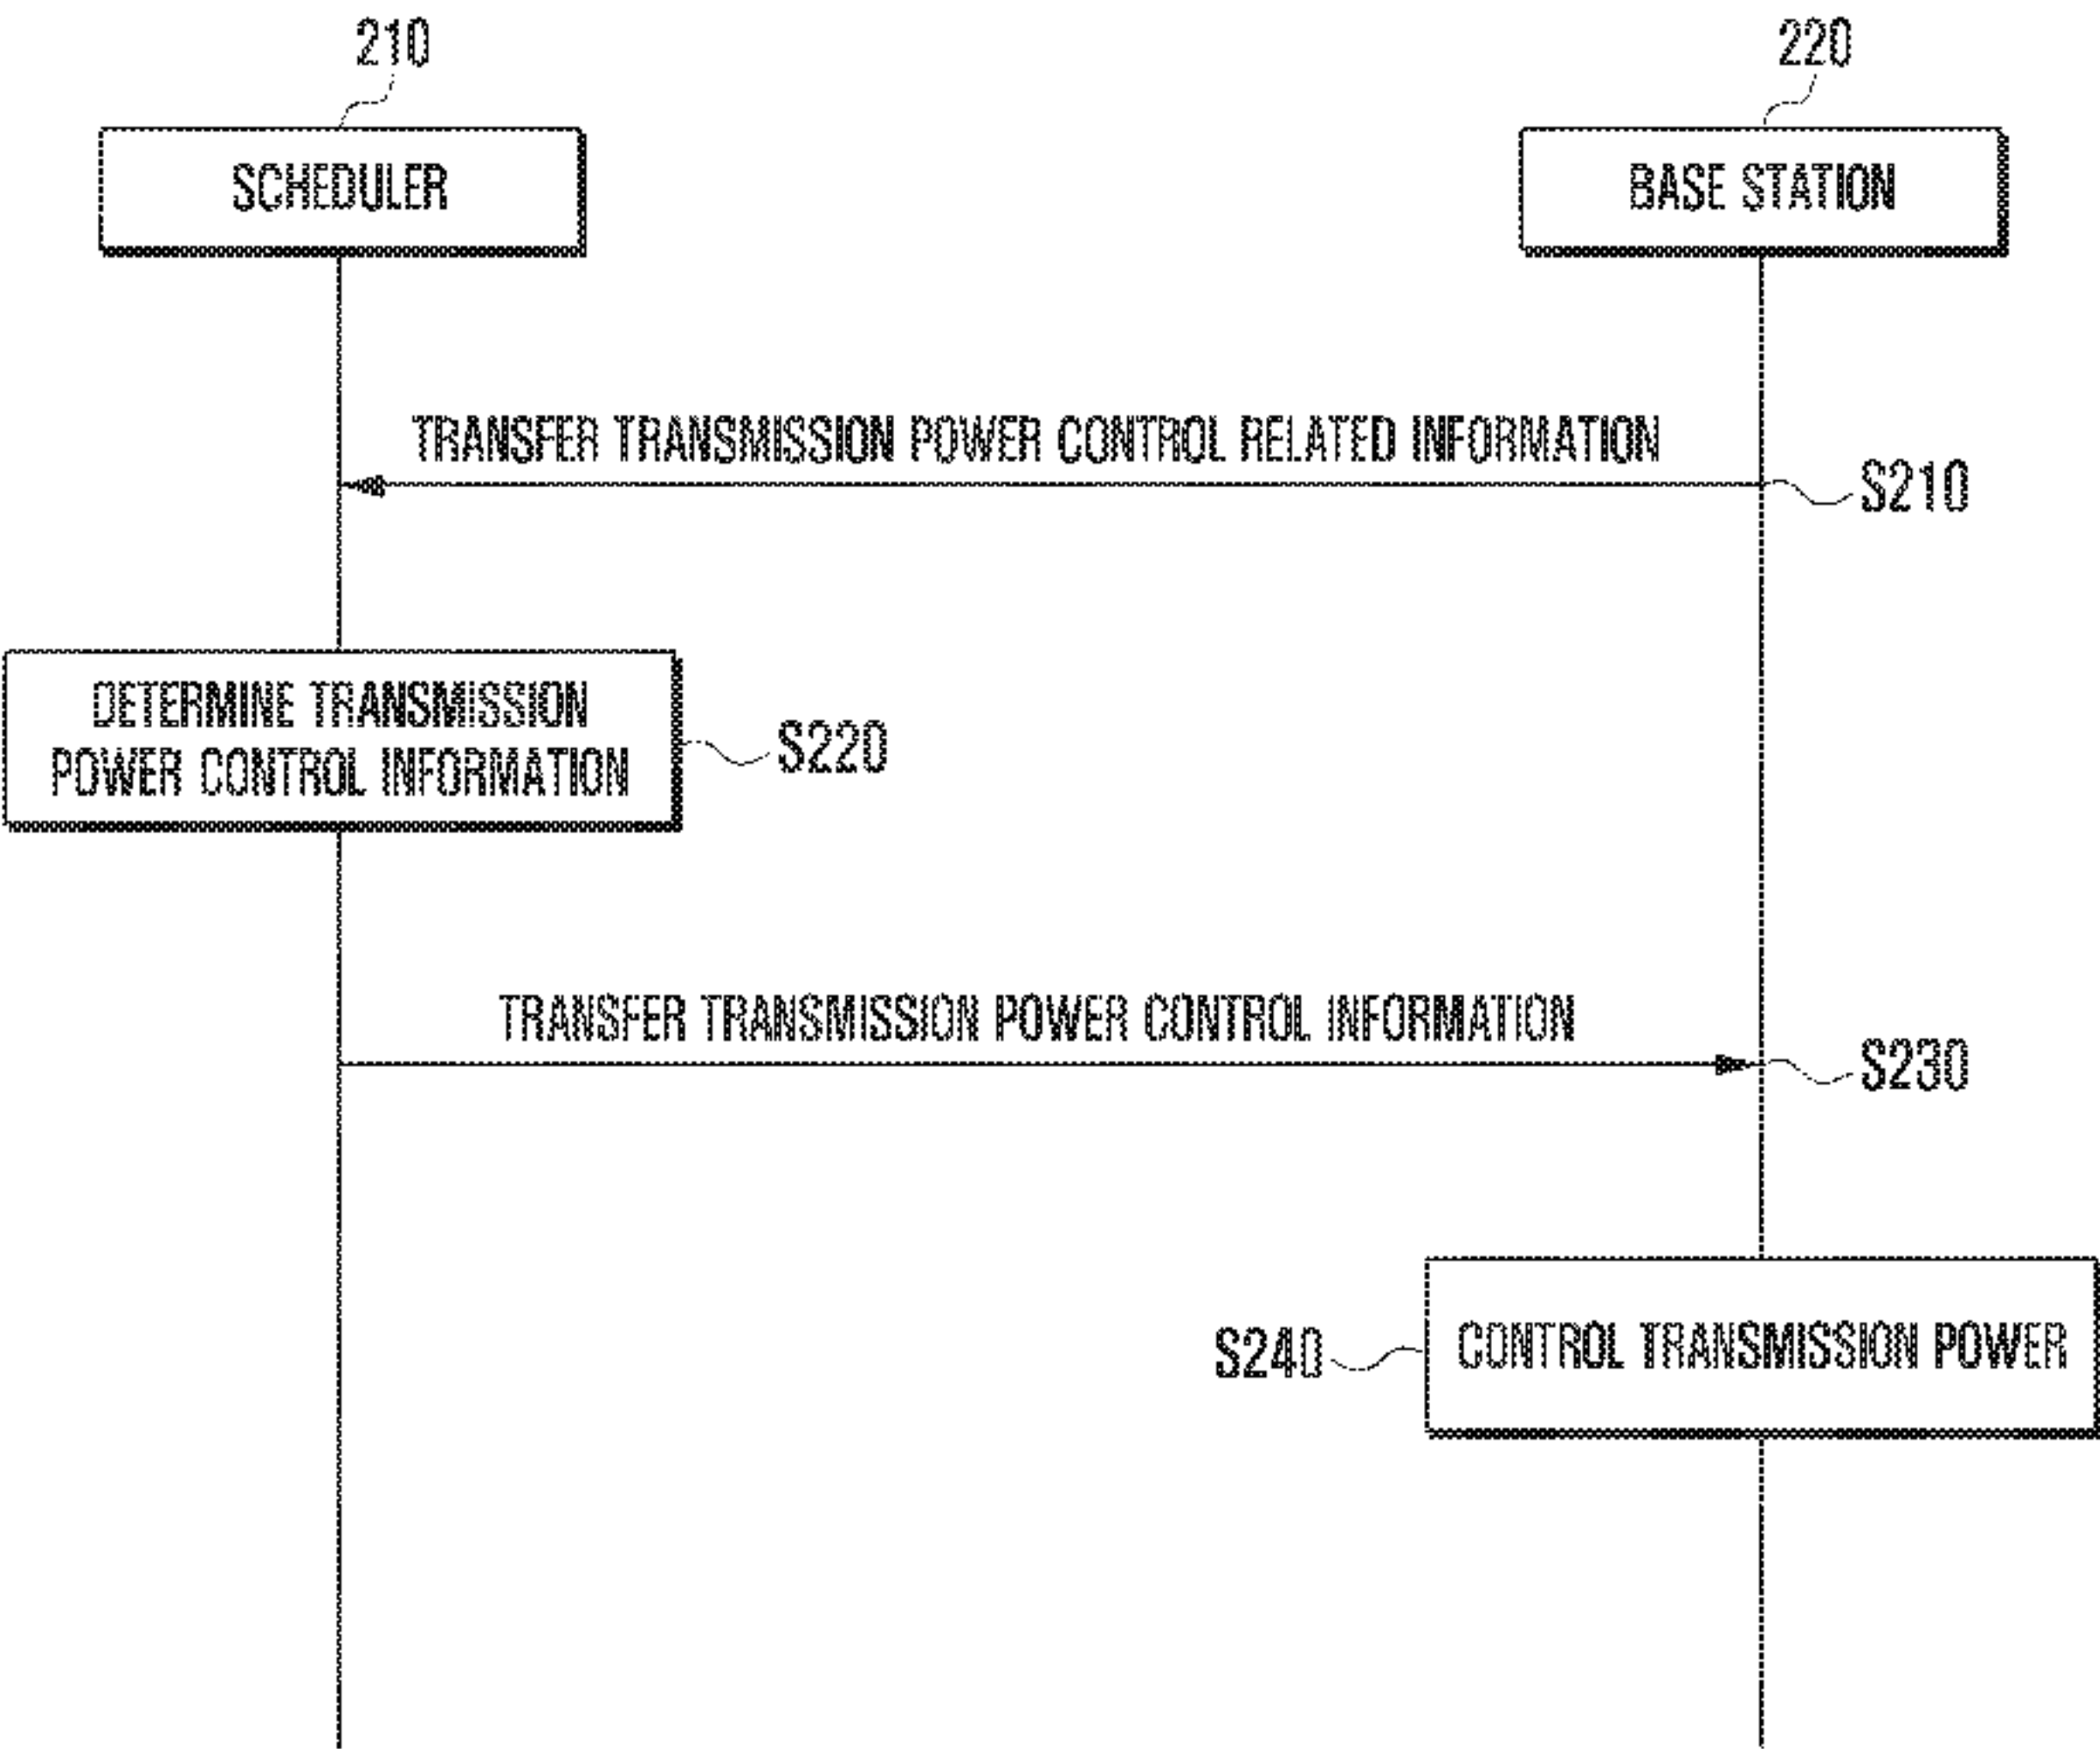 210
220
SCHEDULER
BASE STATION
TRANSFER TRANSMISSION POWER CONTROL RELATED INFORMATION
S210
DETERMINE TRANSMISSION
POWER CONTROL INFORMATION
S220
TRANSFER TRANSMISSION POWER CONTROL INFORMATION
S230
S240
CONTROL TRANSMISSION POWER